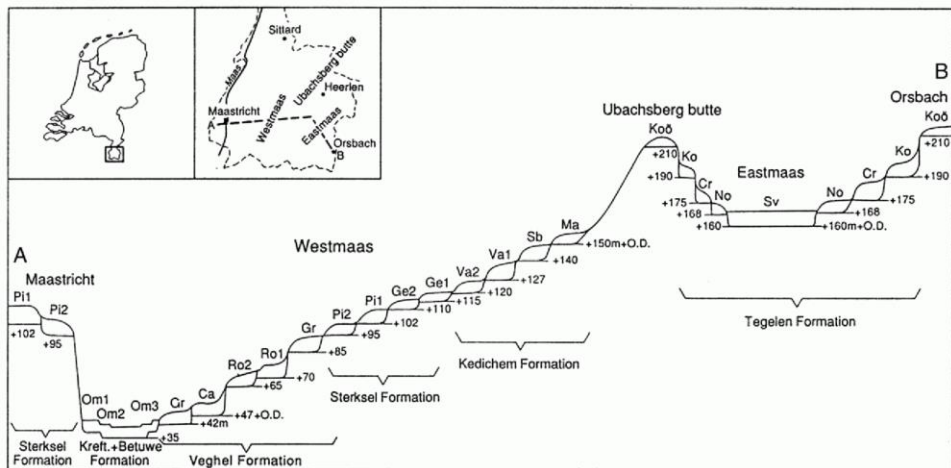 Sittard
Maas
Ubachsberg butte
Heerlen
Maastricht
Westmaas
Eastmaas
A
Orsbach
B
B
Orsbach
Ubachsberg butte
Koð
Koð
+210
+210
Ko
Ko
+190
+190
Eastmaas
Cr
Cr
+175
+175
No
Sv
No
+168
+168
+160
+160m+O.D.
Tegelen Formation
Westmaas
Ma
+150m+O.D.
Sb
+140
Va1
+127
Va2
+120
Kedichem Formation
Ge1
+115
Ge2
+110
Pi1
+102
Pi2
+95
Sterksel Formation
Gr
+85
Ro1
+70
Ro2
+65
Ca
+47+O.D.
Gr
+42m
A
Maastricht
Pi1
Pi2
+102
+95
Om1
Om2
Om3
+35
Sterksel
Formation
Kreft.+Betuwe
Formation
Veghel Formation